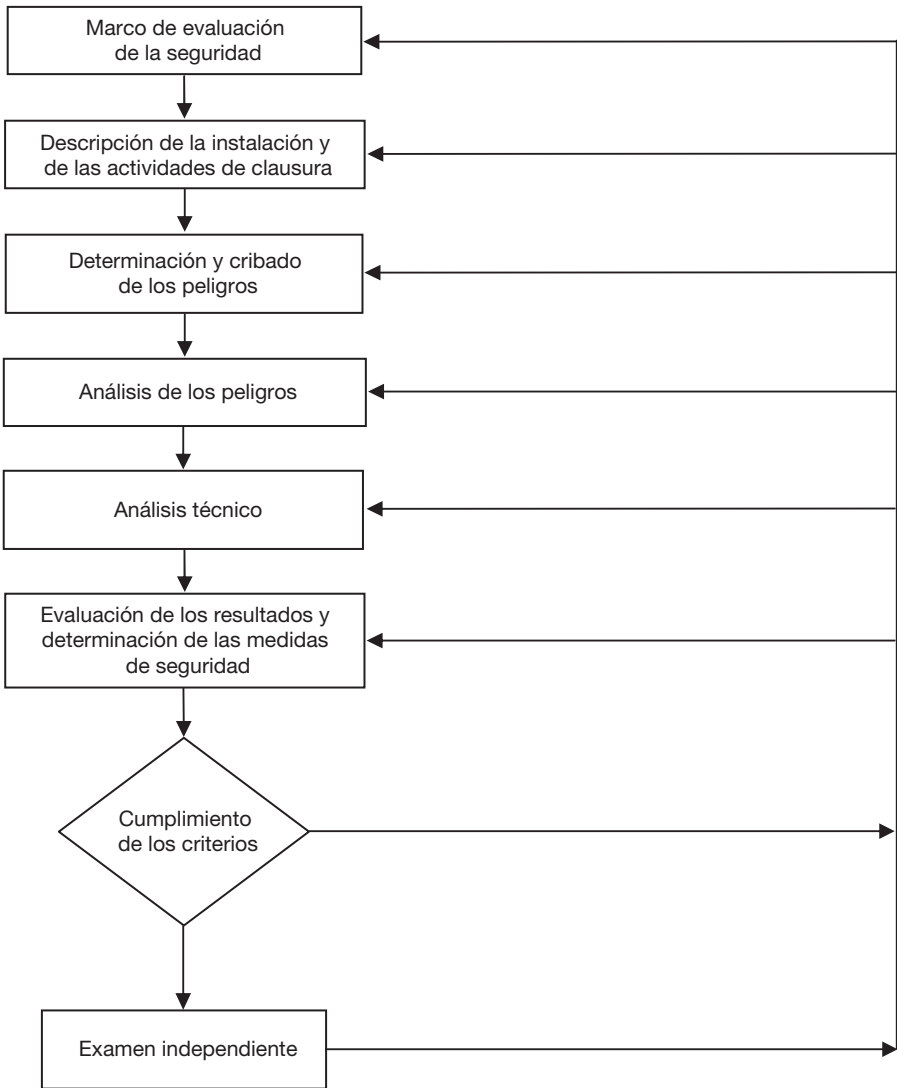 Marco de evaluación
de la seguridad
Descripción de la instalación y
de las actividades de clausura
Determinación y cribado
de los peligros
Análisis de los peligros
Análisis técnico
Evaluación de los resultados y
determinación de las medidas
de seguridad
Cumplimiento
de los criterios
Examen independiente